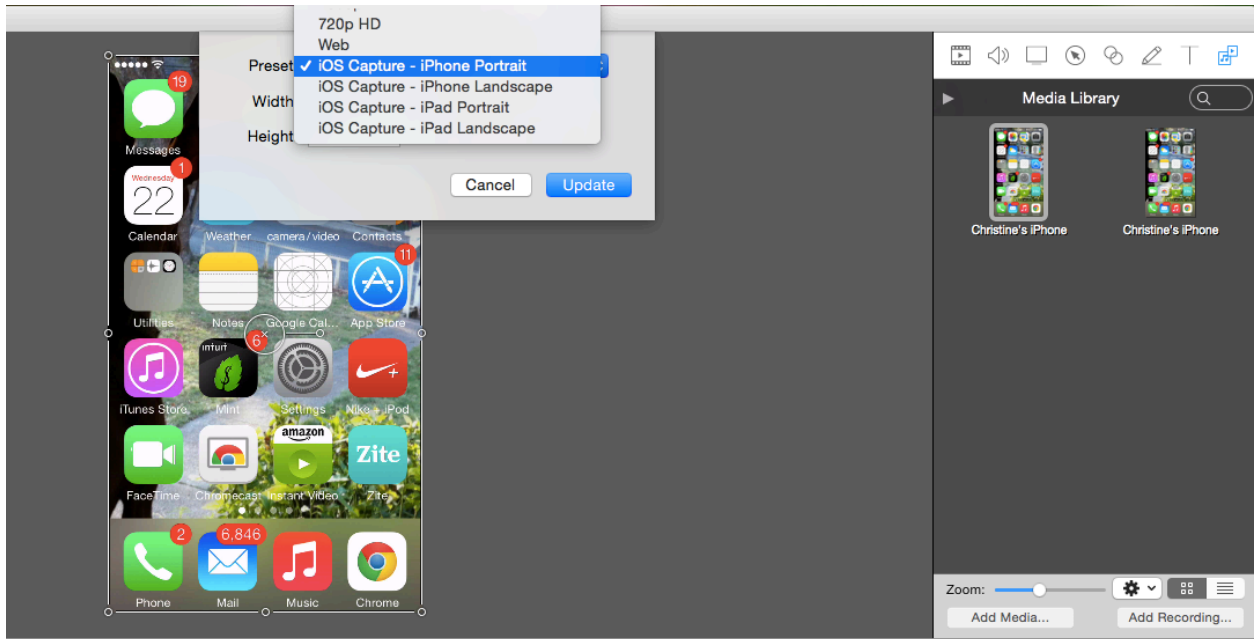 720p HD
Web
Preset
✓ iOS Capture - iPhone Portrait
iOS Capture - iPhone Landscape
Width
iOS Capture - iPad Portrait
iOS Capture - iPad Landscape
Height
Cancel
Update
19
Messages
1
Wednesday
22
Calendar
Weather
camera/video
Contacts
11
Utilities
Notes
Google Cal...
App Store
6
intuit
iTunes Store
Mint
Settings
Nike + iPod
amazon
Zite
FaceTime
Chromecast
Instant Video
Zite
2
6,846
Phone
Mail
Music
Chrome
T
Media Library
Christine's iPhone
Christine's iPhone
Zoom:
Add Media...
Add Recording...